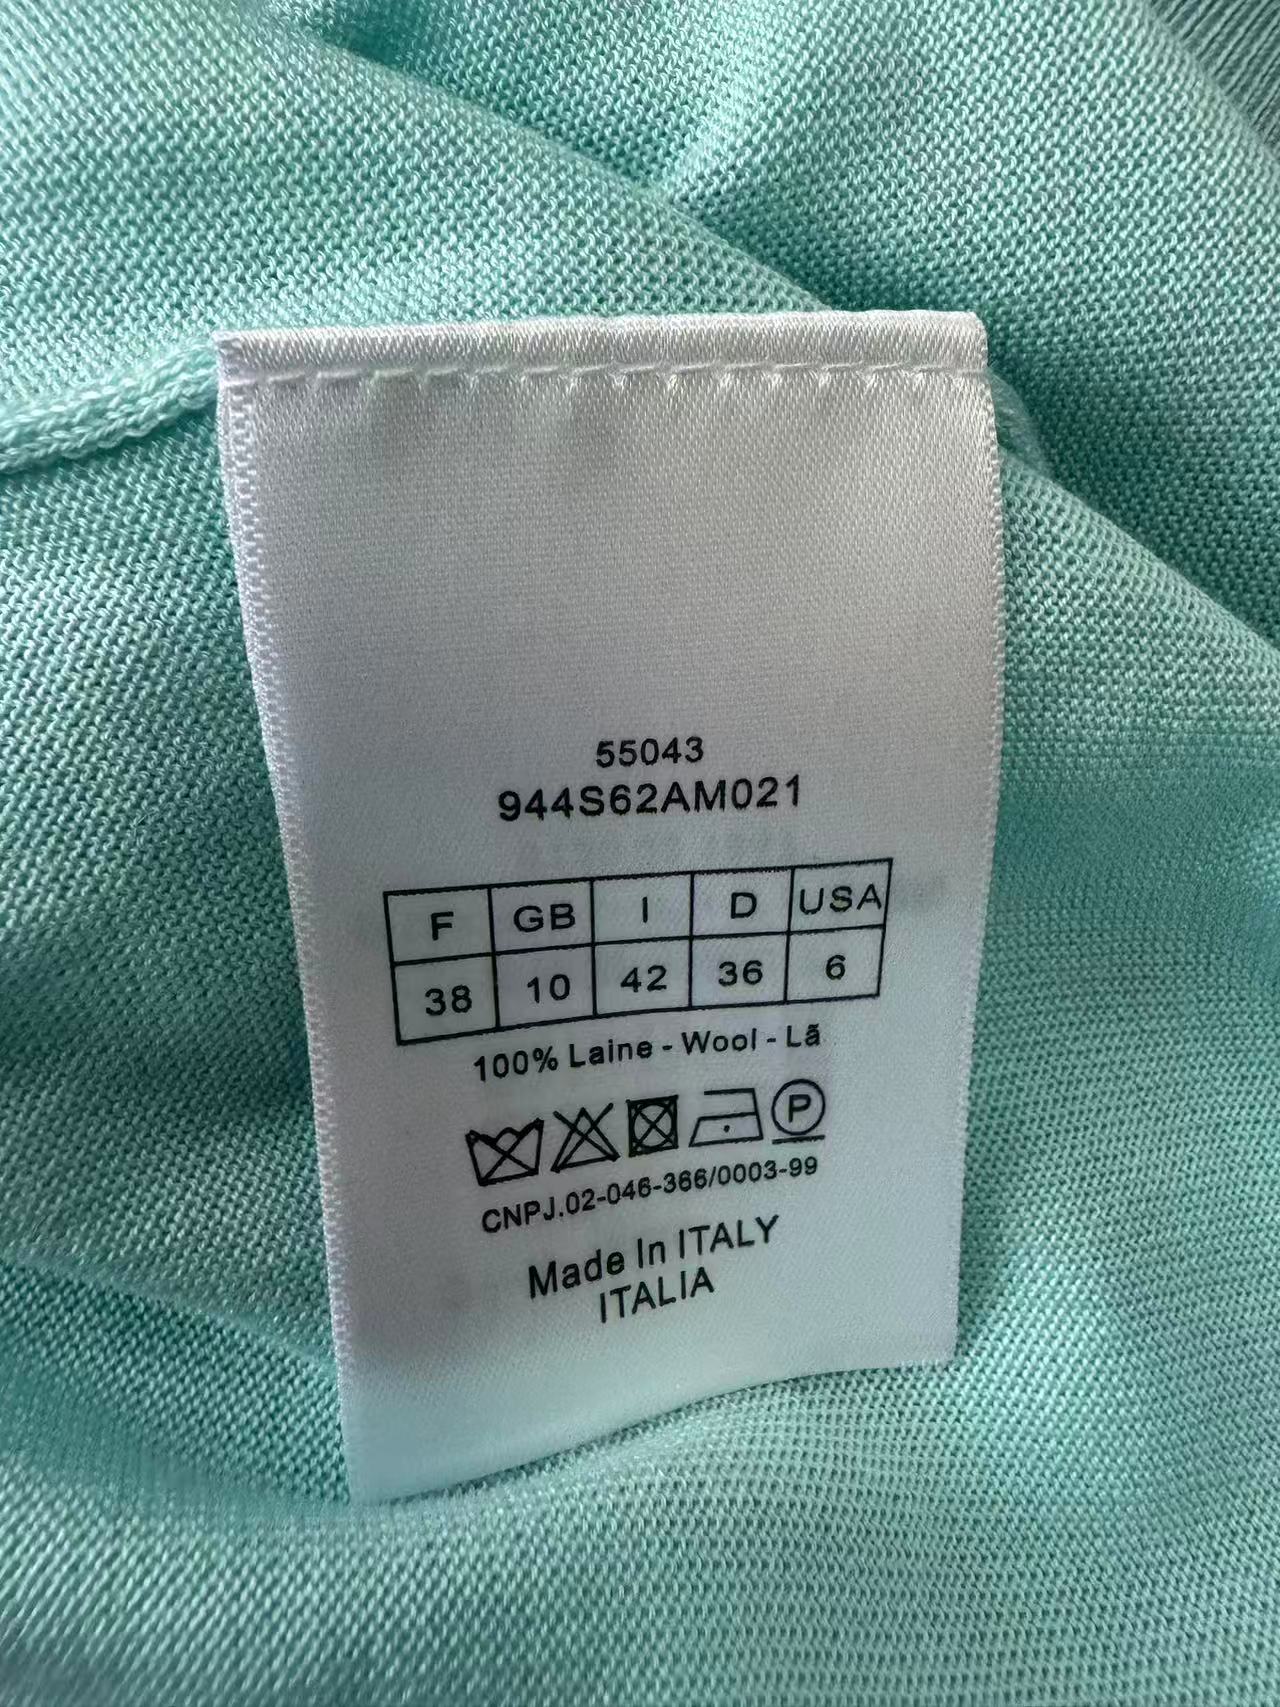 55043
944S62AM021
F GB I D USA
38 10 42 36 6
100% Laine - Wool - Lã
P
CNPJ.02-046-366/0003-99
Made In ITALY
ITALIA